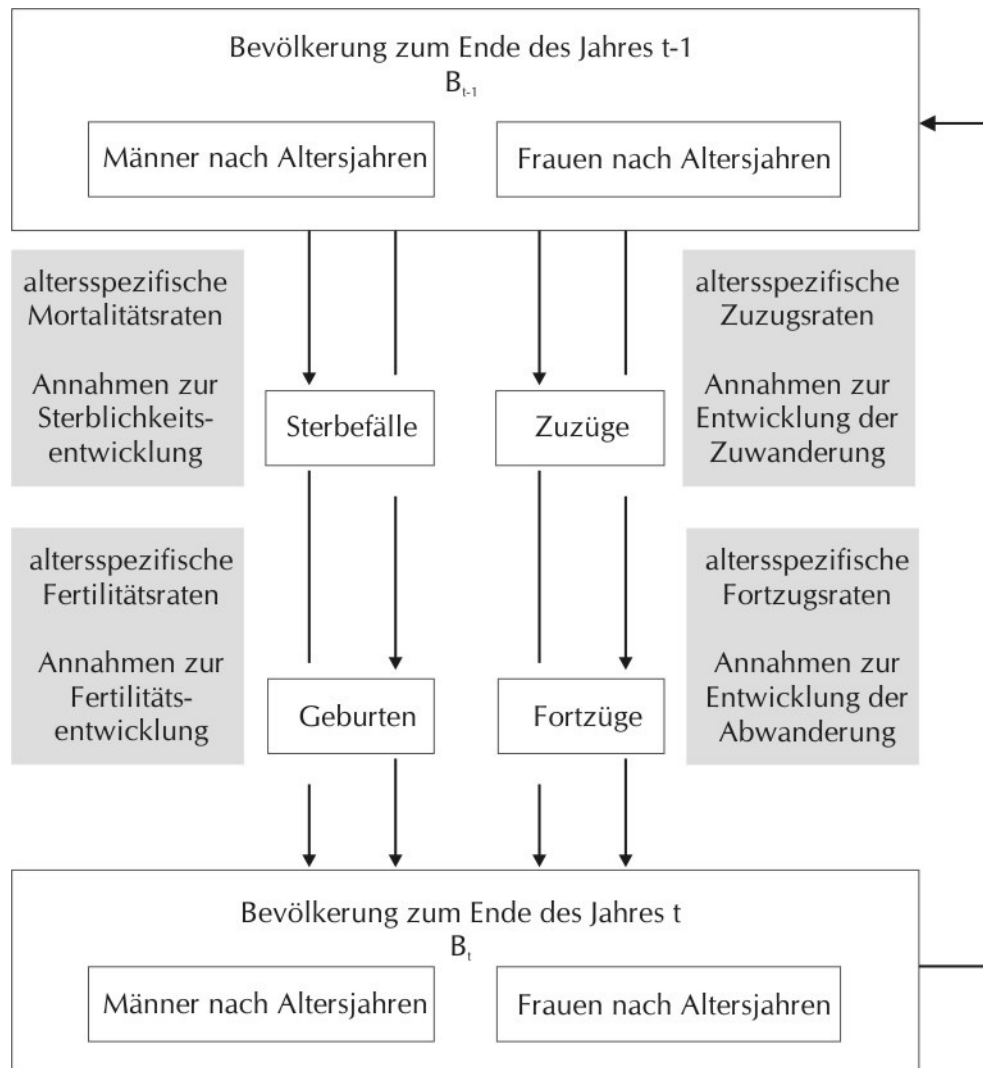 Bevölkerung zum Ende des Jahres t-1
B t-1
Männer nach Altersjahren
Frauen nach Altersjahren
altersspezifische
Mortalitätsraten
Annahmen zur
Sterblichkeits-
entwicklung
Sterbefälle
Zuzüge
altersspezifische
Zuzugsraten
Annahmen zur
Entwicklung der
Zuwanderung
altersspezifische
Fertilitätsraten
Annahmen zur
Fertilitäts-
entwicklung
Geburten
Fortzüge
altersspezifische
Fortzugsraten
Annahmen zur
Entwicklung der
Abwanderung
Bevölkerung zum Ende des Jahres t
B t
Männer nach Altersjahren
Frauen nach Altersjahren